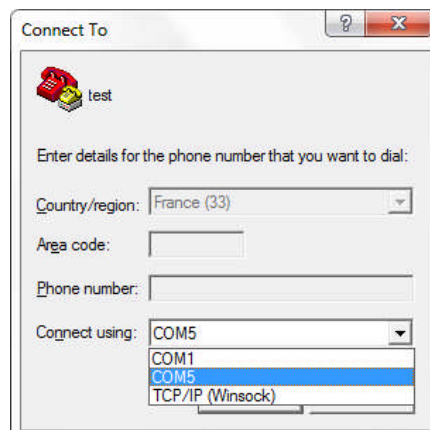 Connect To
?
test
Enter details for the phone number that you want to dial:
Country/region: France (33)
Area code:
Phone number:
Connect using: COM5
COM1
COM5
TCP/IP (Winsock)